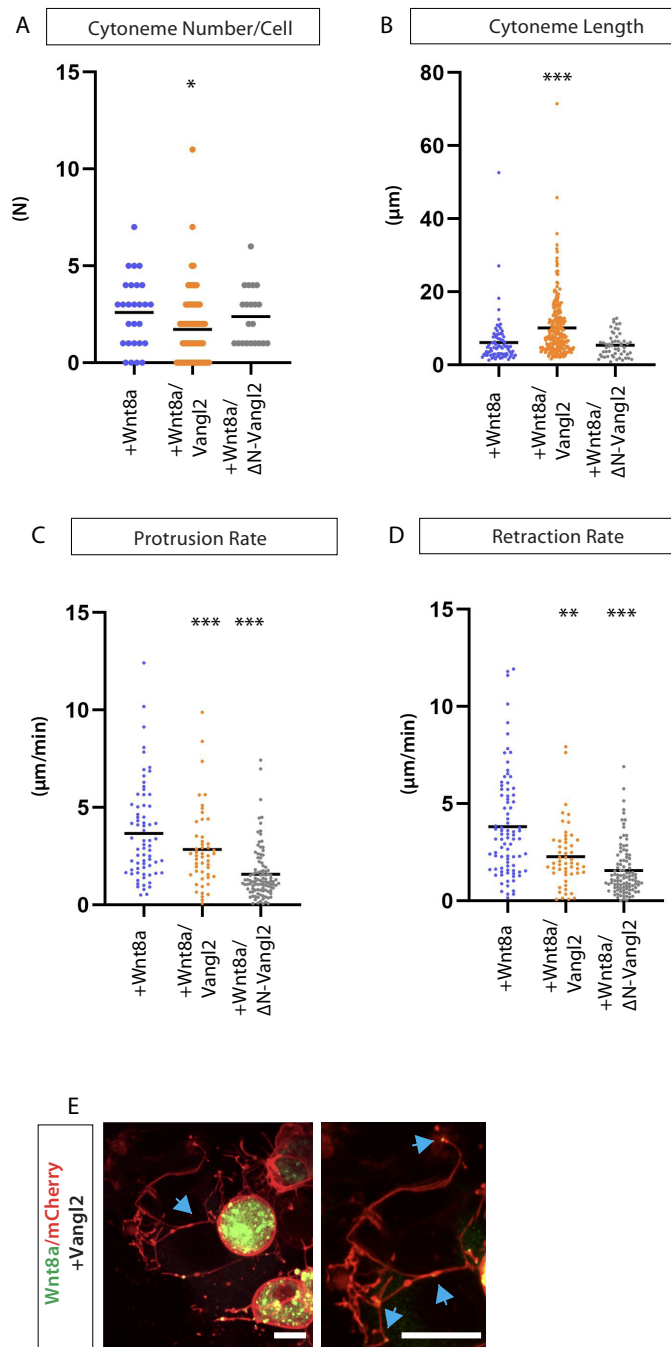 A
Cytoneme Number/Cell
15
10
5
0
(N)
*
+Wnt8a
+Wnt8a/
Vangl2
+Wnt8a/
ΔN-Vangl2
B
Cytoneme Length
80
60
40
20
0
(μm)
***
+Wnt8a
+Wnt8a/
Vangl2
+Wnt8a/
ΔN-Vangl2
C
Protrusion Rate
15
10
5
0
(μm/min)
*** ***
+Wnt8a
+Wnt8a/
Vangl2
+Wnt8a/
ΔN-Vangl2
D
Retraction Rate
15
10
5
0
(μm/min)
** ***
+Wnt8a
+Wnt8a/
Vangl2
+Wnt8a/
ΔN-Vangl2
E
Wnt8a/mCherry
+Vangl2